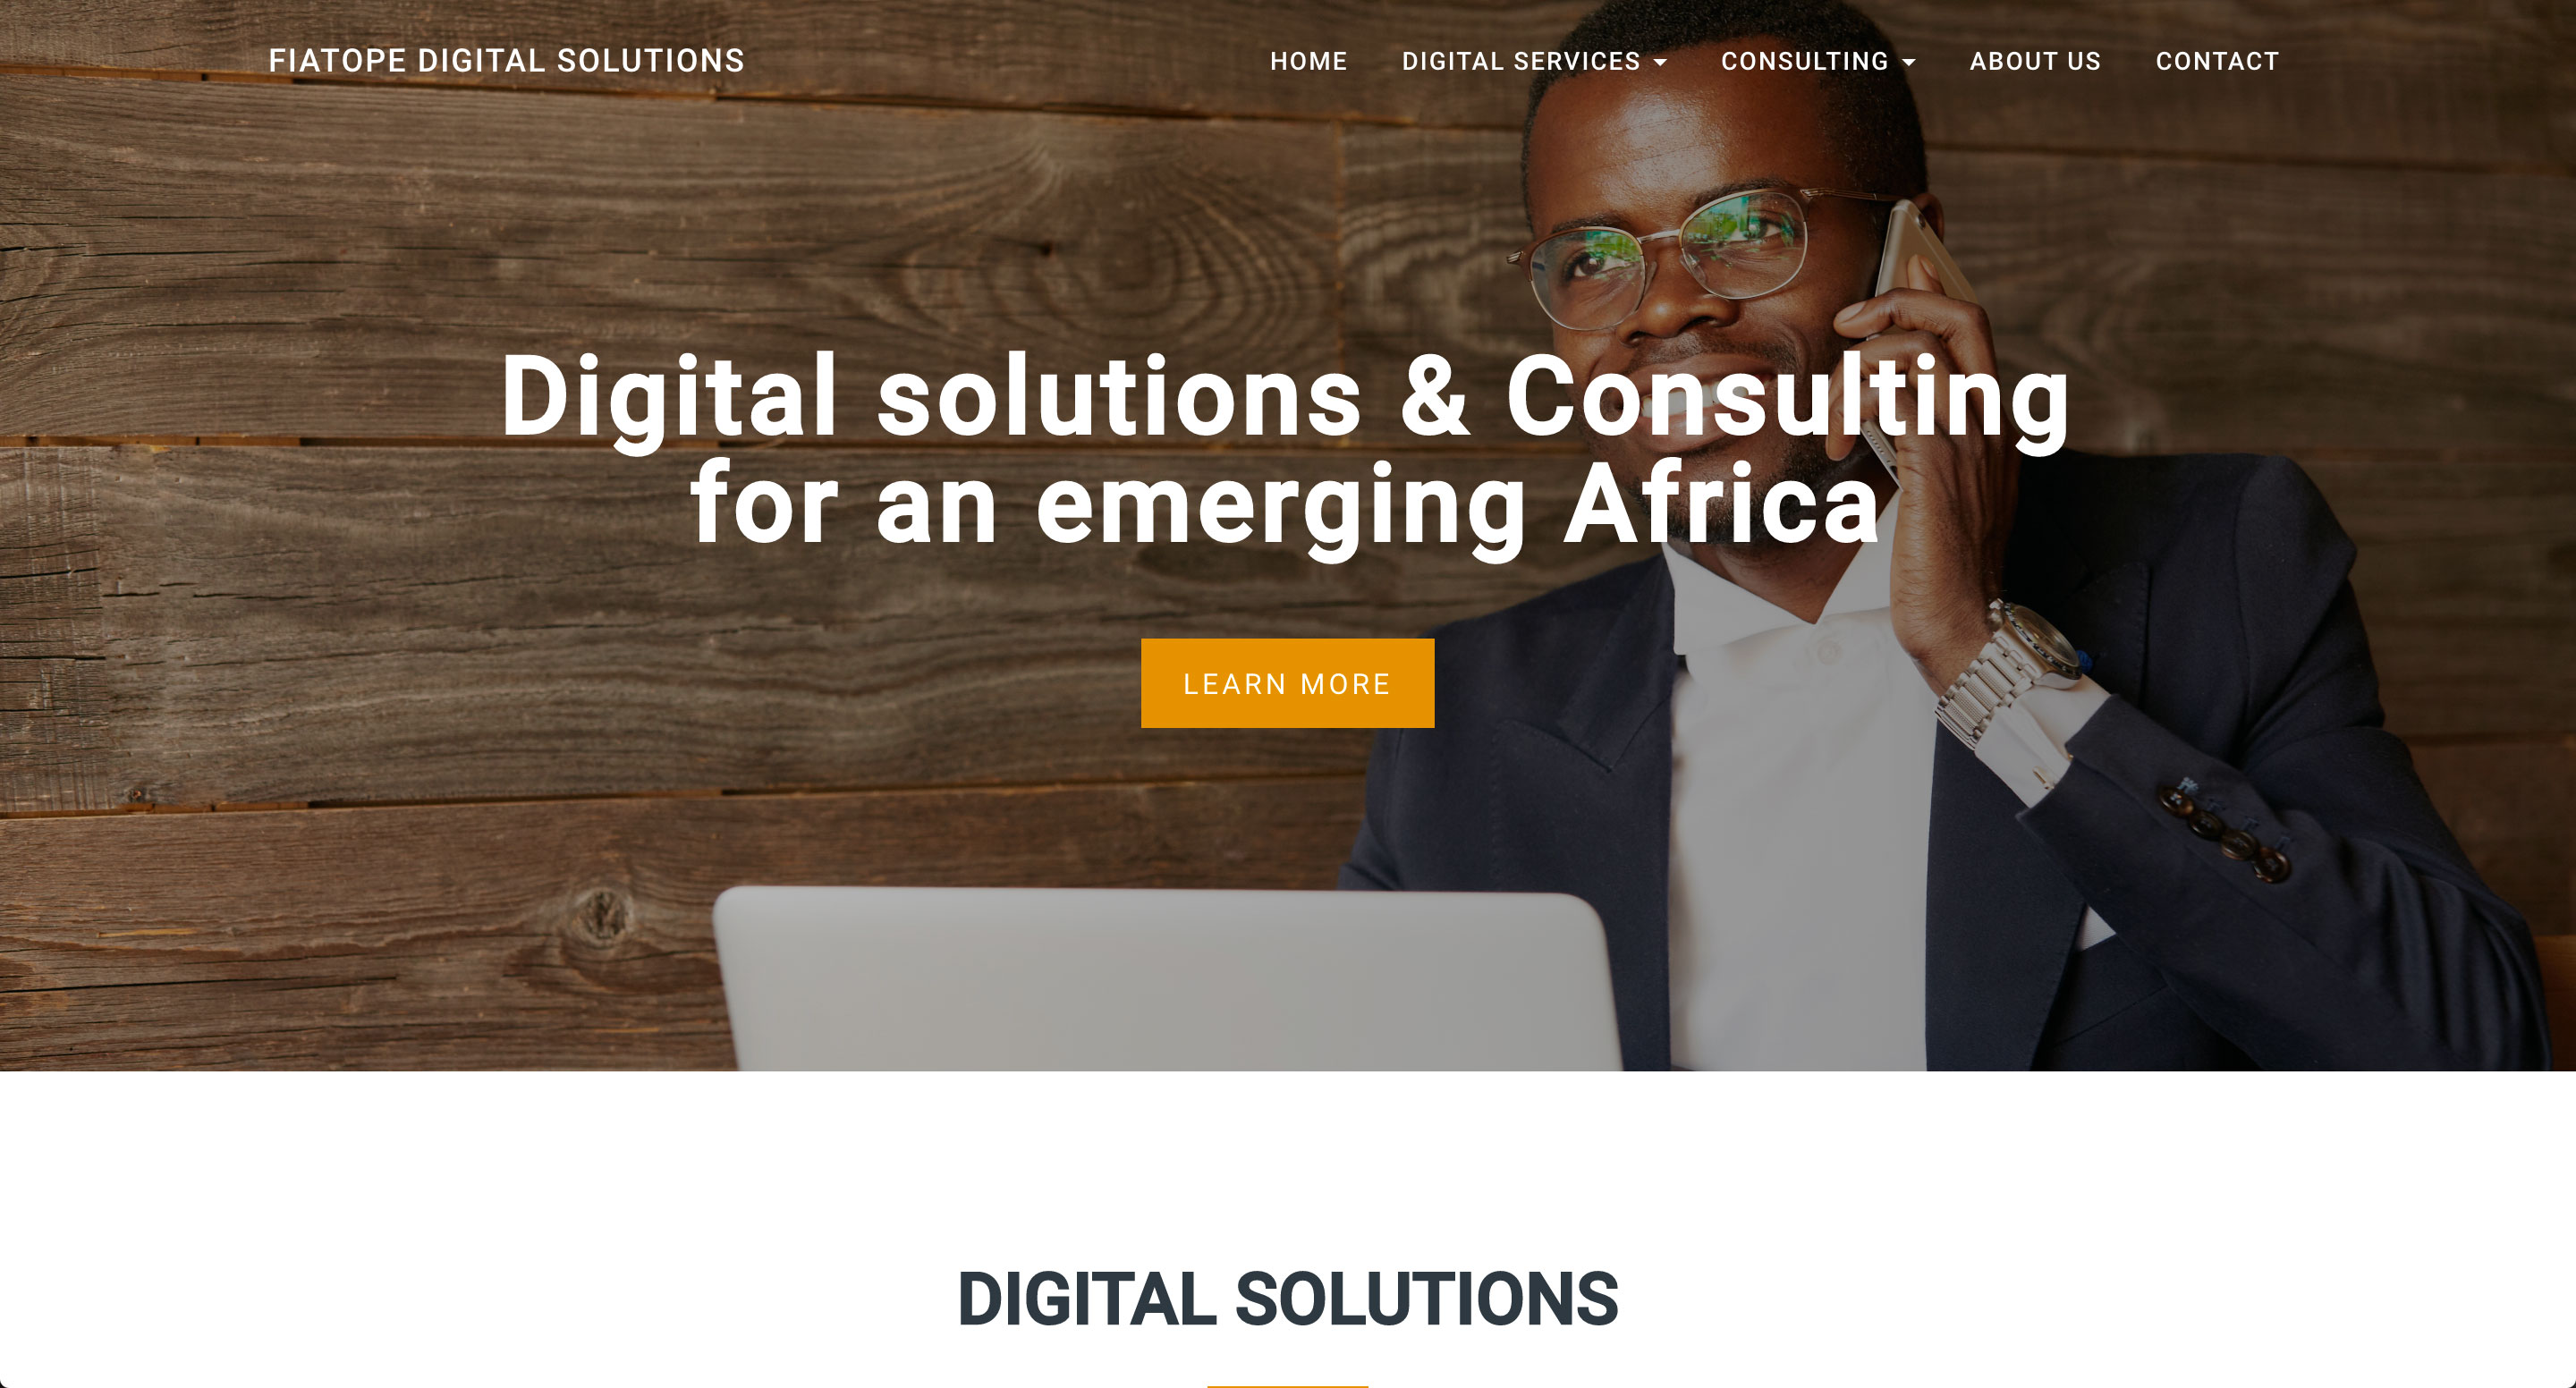 FIATOPE DIGITAL SOLUTIONS
HOME DIGITAL SERVICES CONSULTING ABOUT US CONTACT
Digital solutions & Consulting
for an emerging Africa
LEARN MORE
DIGITAL SOLUTIONS